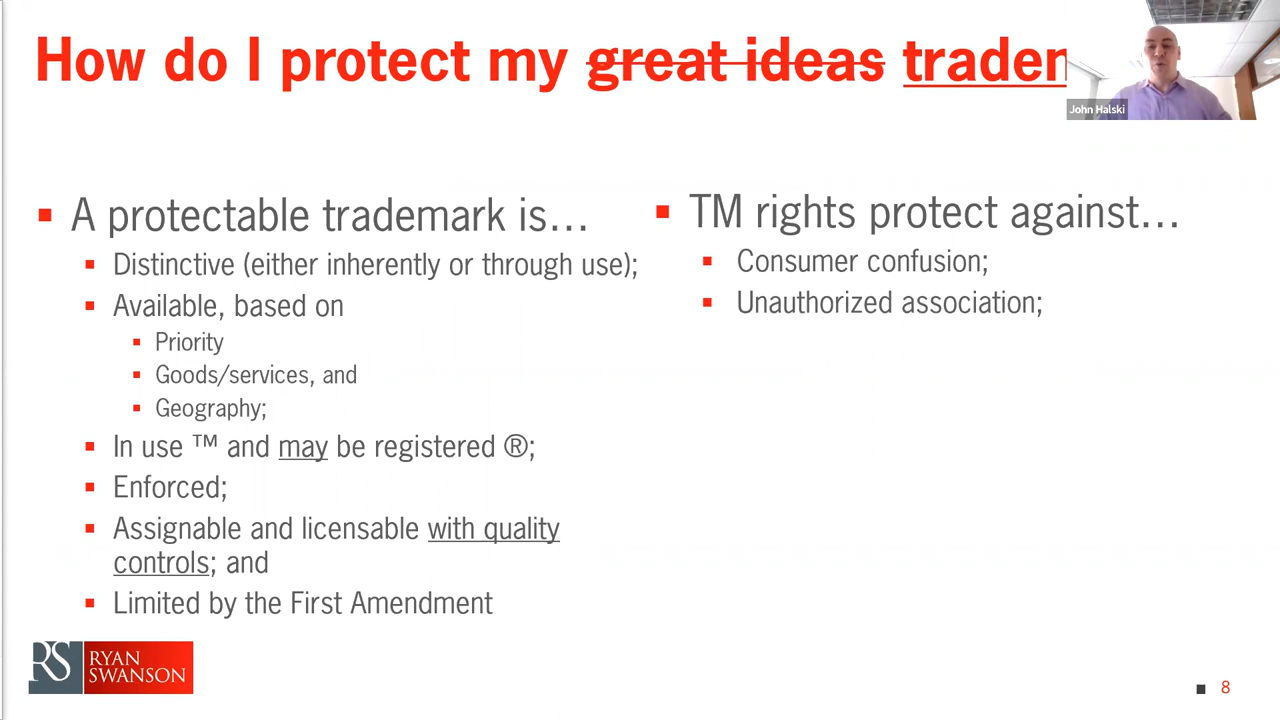 How do I protect my great ideas
John Halski
A protectable trademark is...
Distinctive (either inherently or through use);
Available, based on
Priority
Goods/services, and
Geography;
In use ™ and may be registered ®;
Enforced;
Assignable and licensable with quality
controls; and
Limited by the First Amendment
TM rights protect against...
Consumer confusion;
Unauthorized association;
RS RYAN
SWANSON
8